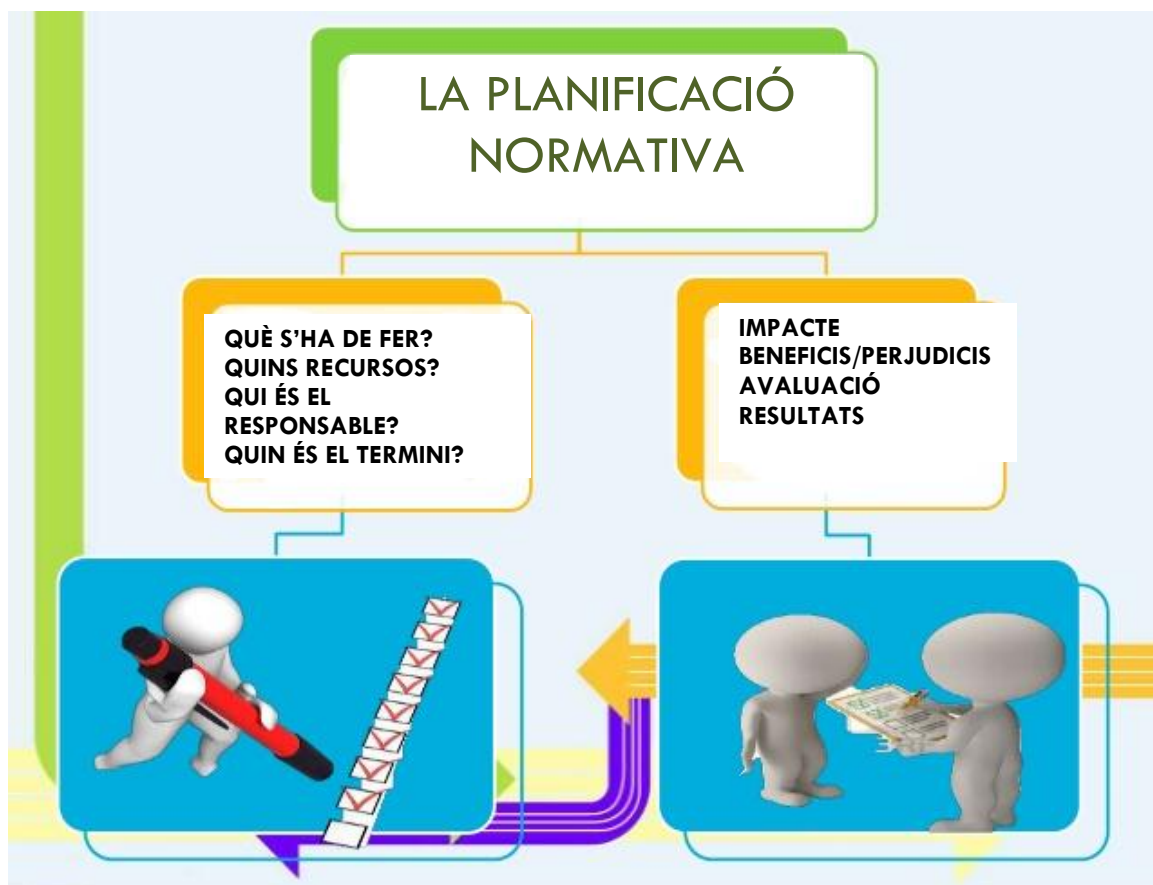 LA PLANIFICACIÓ
NORMATIVA
QUÈ S'HA DE FER?
QUINS RECURSOS?
QUI ÉS EL
RESPONSABLE?
QUIN ÉS EL TERMINI?
IMPACTE
BENEFICIS/PERJUDICIS
AVALUACIÓ
RESULTATS